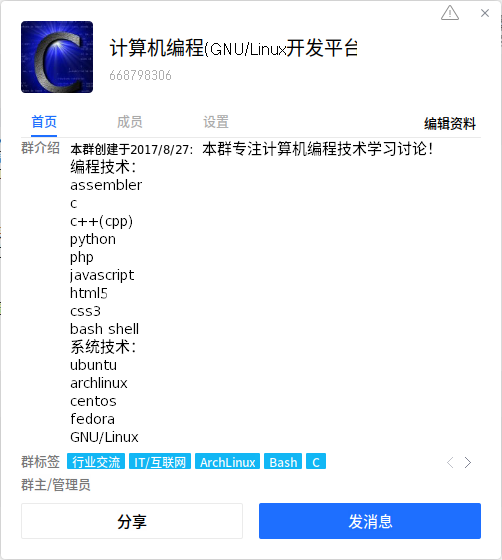 计算机编程(GNU/Linux开发平台
668798306
首页 成员 设置 编辑资料
群介绍 本群创建于2017/8/27: 本群专注计算机编程技术学习讨论!
编程技术:
assembler
c
c++(cpp)
python
php
javascript
html5
css3
bash shell
系统技术:
ubuntu
archlinux
centos
fedora
GNU/Linux
群标签 行业交流 IT/互联网 ArchLinux Bash C
群主/管理员
分享 发消息